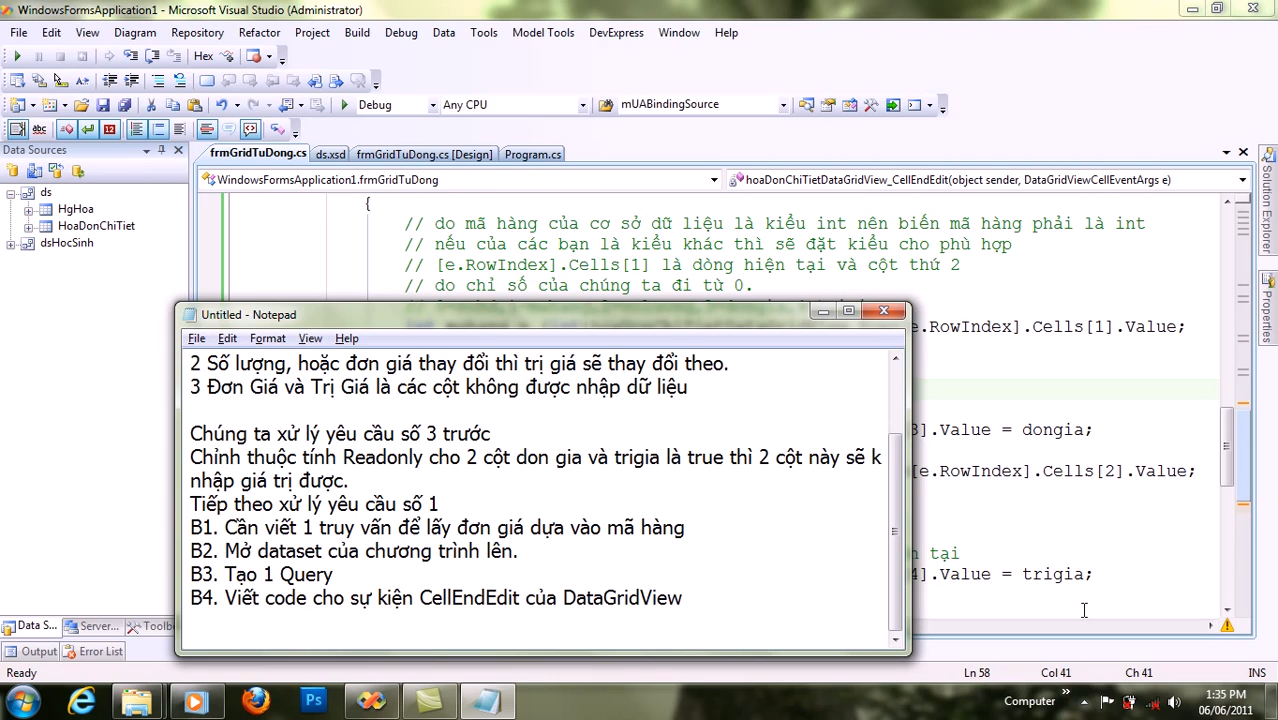 WindowsFormsApplication1 - Microsoft Visual Studio (Administrator)
File Edit View Diagram Repository Refactor Project Build Debug Data Tools Model Tools DevExpress Window Help
Hex
Debug Any CPU mUABindingSource
Data Sources
frmGridTuDong.cs ds.xsd frmGridTuDong.cs [Design] Program.cs
WindowsFormsApplication1.frmGridTuDong hoaDonChiTietDataGridView_CellEndEdit(object sender, DataGridViewCellEventArgs e)
ds
HgHoa
HoaDonChiTiet
dsHocSinh
{
// do mã hàng của cơ sở dữ liệu là kiểu int nên biến mã hàng phải là int
// nếu của các bạn là kiểu khác thì sẽ đặt kiểu cho phù hợp
// [e.RowIndex].Cells[1] là dòng hiện tại và cột thứ 2
// do chỉ số của chúng ta đi từ 0.
e.RowIndex].Cells[1].Value;
3].Value = dongia;
[e.RowIndex].Cells[2].Value;
n tại
4].Value = trigia;
Untitled - Notepad
File Edit Format View Help
2 Số lượng, hoặc đơn giá thay đổi thì trị giá sẽ thay đổi theo.
3 Đơn Giá và Trị Giá là các cột không được nhập dữ liệu
Chúng ta xử lý yêu cầu số 3 trước
Chỉnh thuộc tính Readonly cho 2 cột don gia và trigia là true thì 2 cột này sẽ k
nhập giá trị được.
Tiếp theo xử lý yêu cầu số 1
B1. Cần viết 1 truy vấn để lấy đơn giá dựa vào mã hàng
B2. Mở dataset của chương trình lên.
B3. Tạo 1 Query
B4. Viết code cho sự kiện CellEndEdit của DataGridView
Solution Explorer
Properties
Data S... Server... Toolb
Output Error List
Ready Ln 58 Col 41 Ch 41 INS
Computer
1:35 PM
06/06/2011